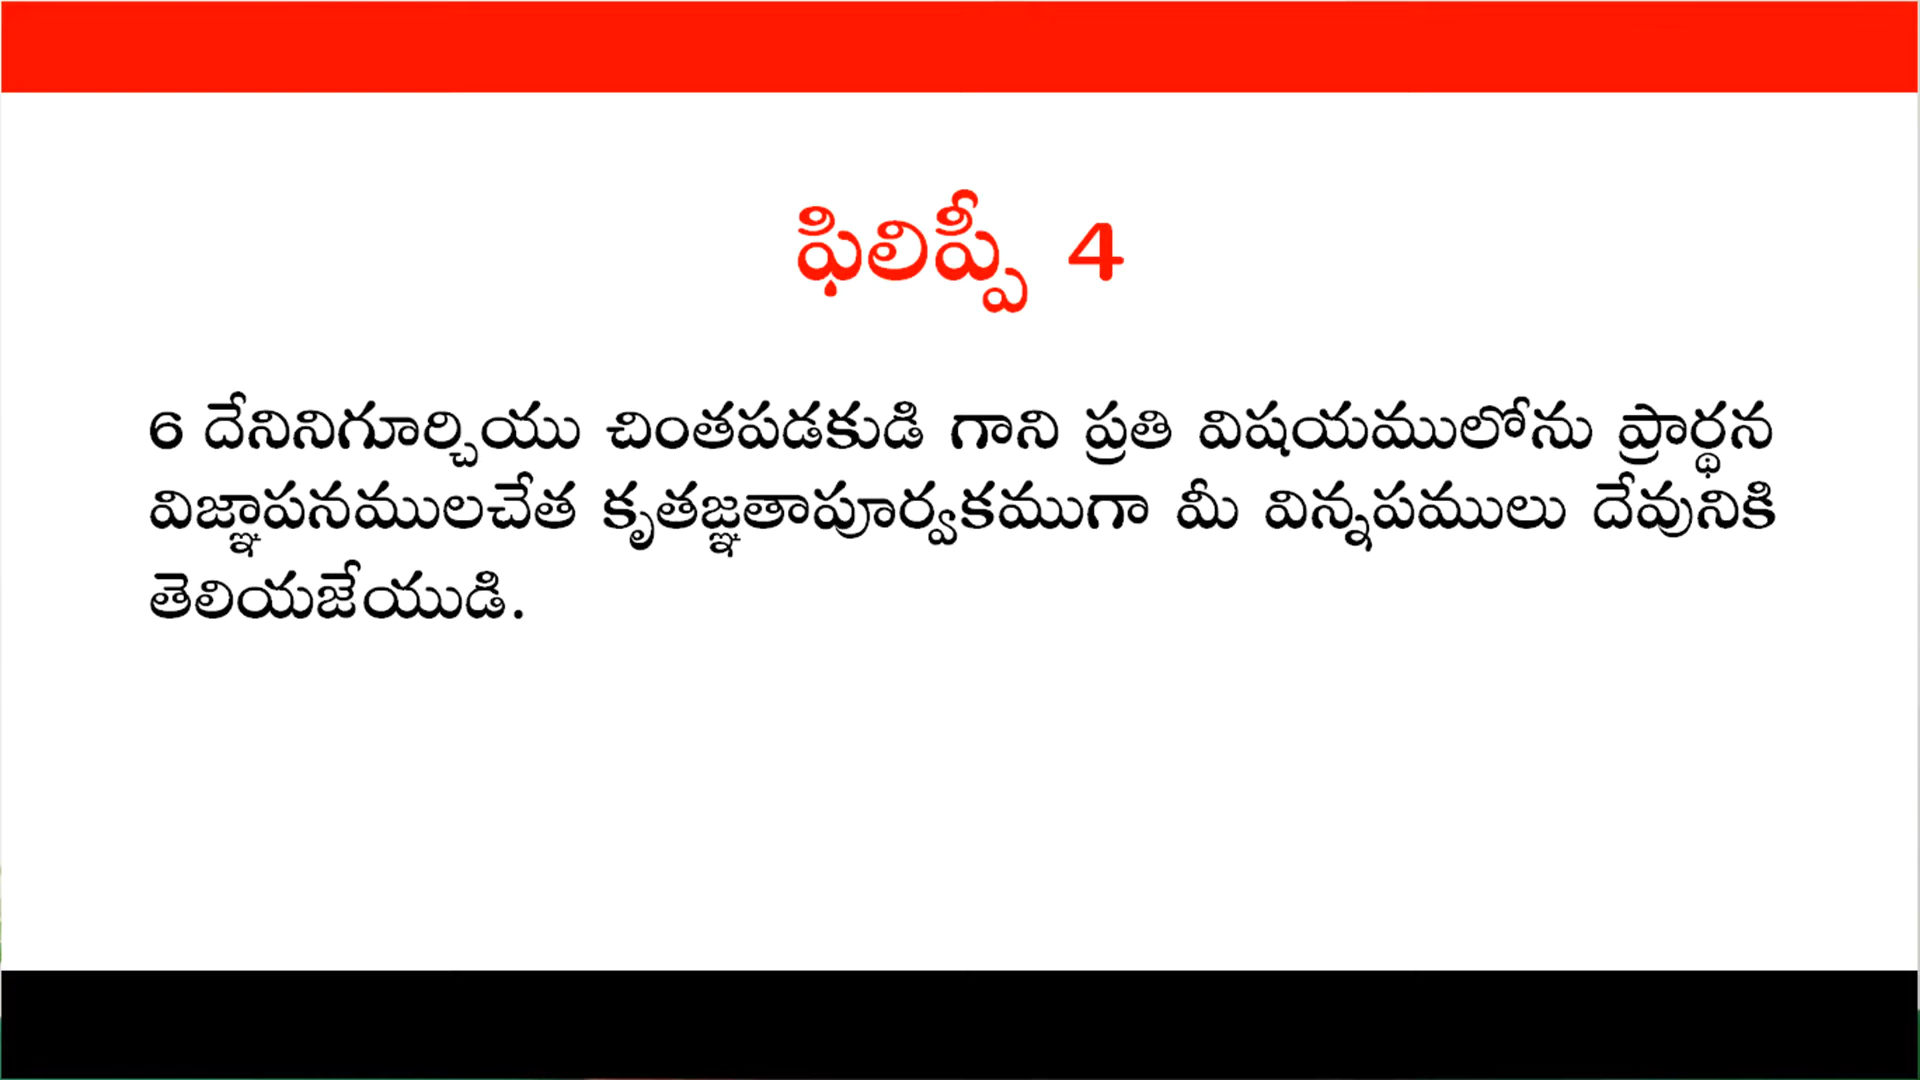 ఫిలిప్పీ 4
6 దేనినిగూర్చియు చింతపడకుడి గాని ప్రతి విషయములోను ప్రార్థన
విజ్ఞాపనములచేత కృతజ్ఞతాపూర్వకముగా మీ విన్నపములు దేవునికి
తెలియజేయుడి.